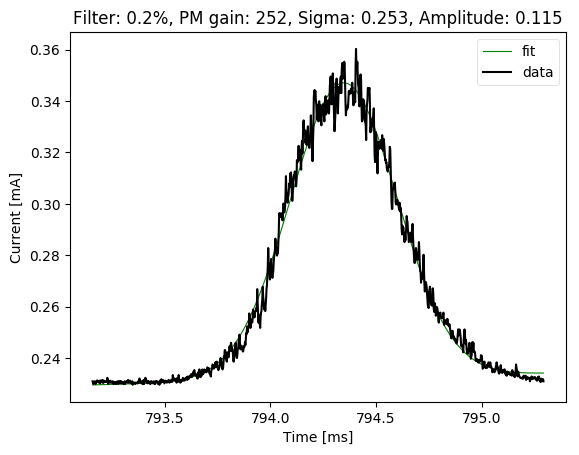 Filter: 0.2%, PM gain: 252, Sigma: 0.253, Amplitude: 0.115
fit
data
Current [mA]
0.36
0.34
0.32
0.30
0.28
0.26
0.24
793.5 794.0 794.5 795.0
Time [ms]